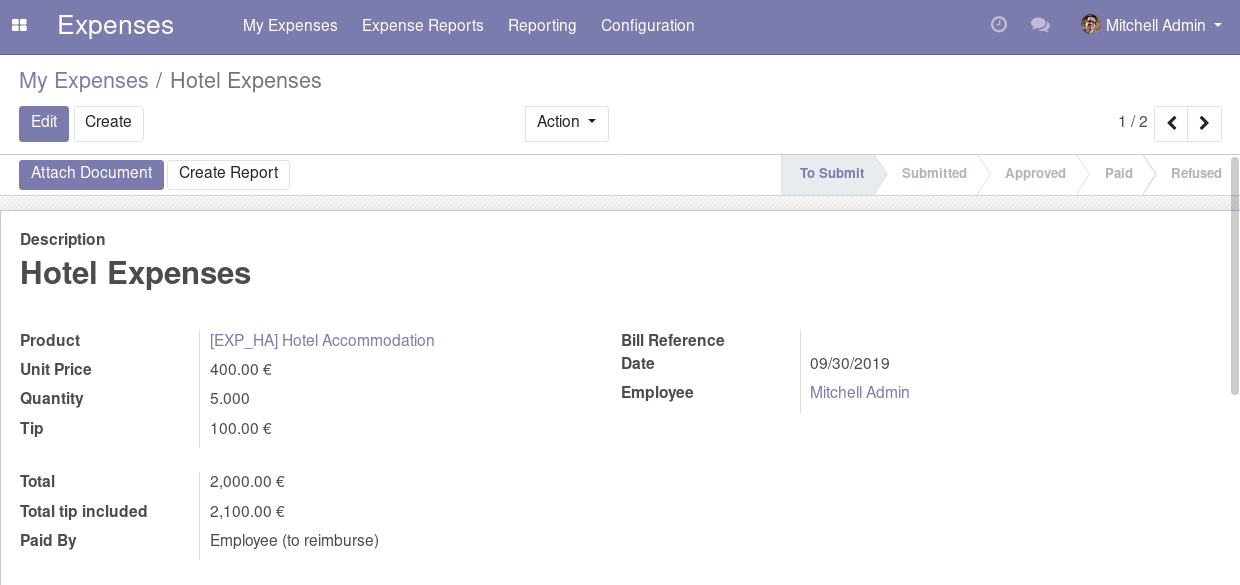 Expenses My Expenses Expense Reports Reporting Configuration Mitchell Admin
My Expenses / Hotel Expenses
Edit Create Action 1 / 2
Attach Document Create Report To Submit Submitted Approved Paid Refused
Description
Hotel Expenses
Product [EXP_HA] Hotel Accommodation
Unit Price 400.00 €
Quantity 5.000
Tip 100.00 €
Bill Reference
Date 09/30/2019
Employee Mitchell Admin
Total 2,000.00 €
Total tip included 2,100.00 €
Paid By Employee (to reimburse)